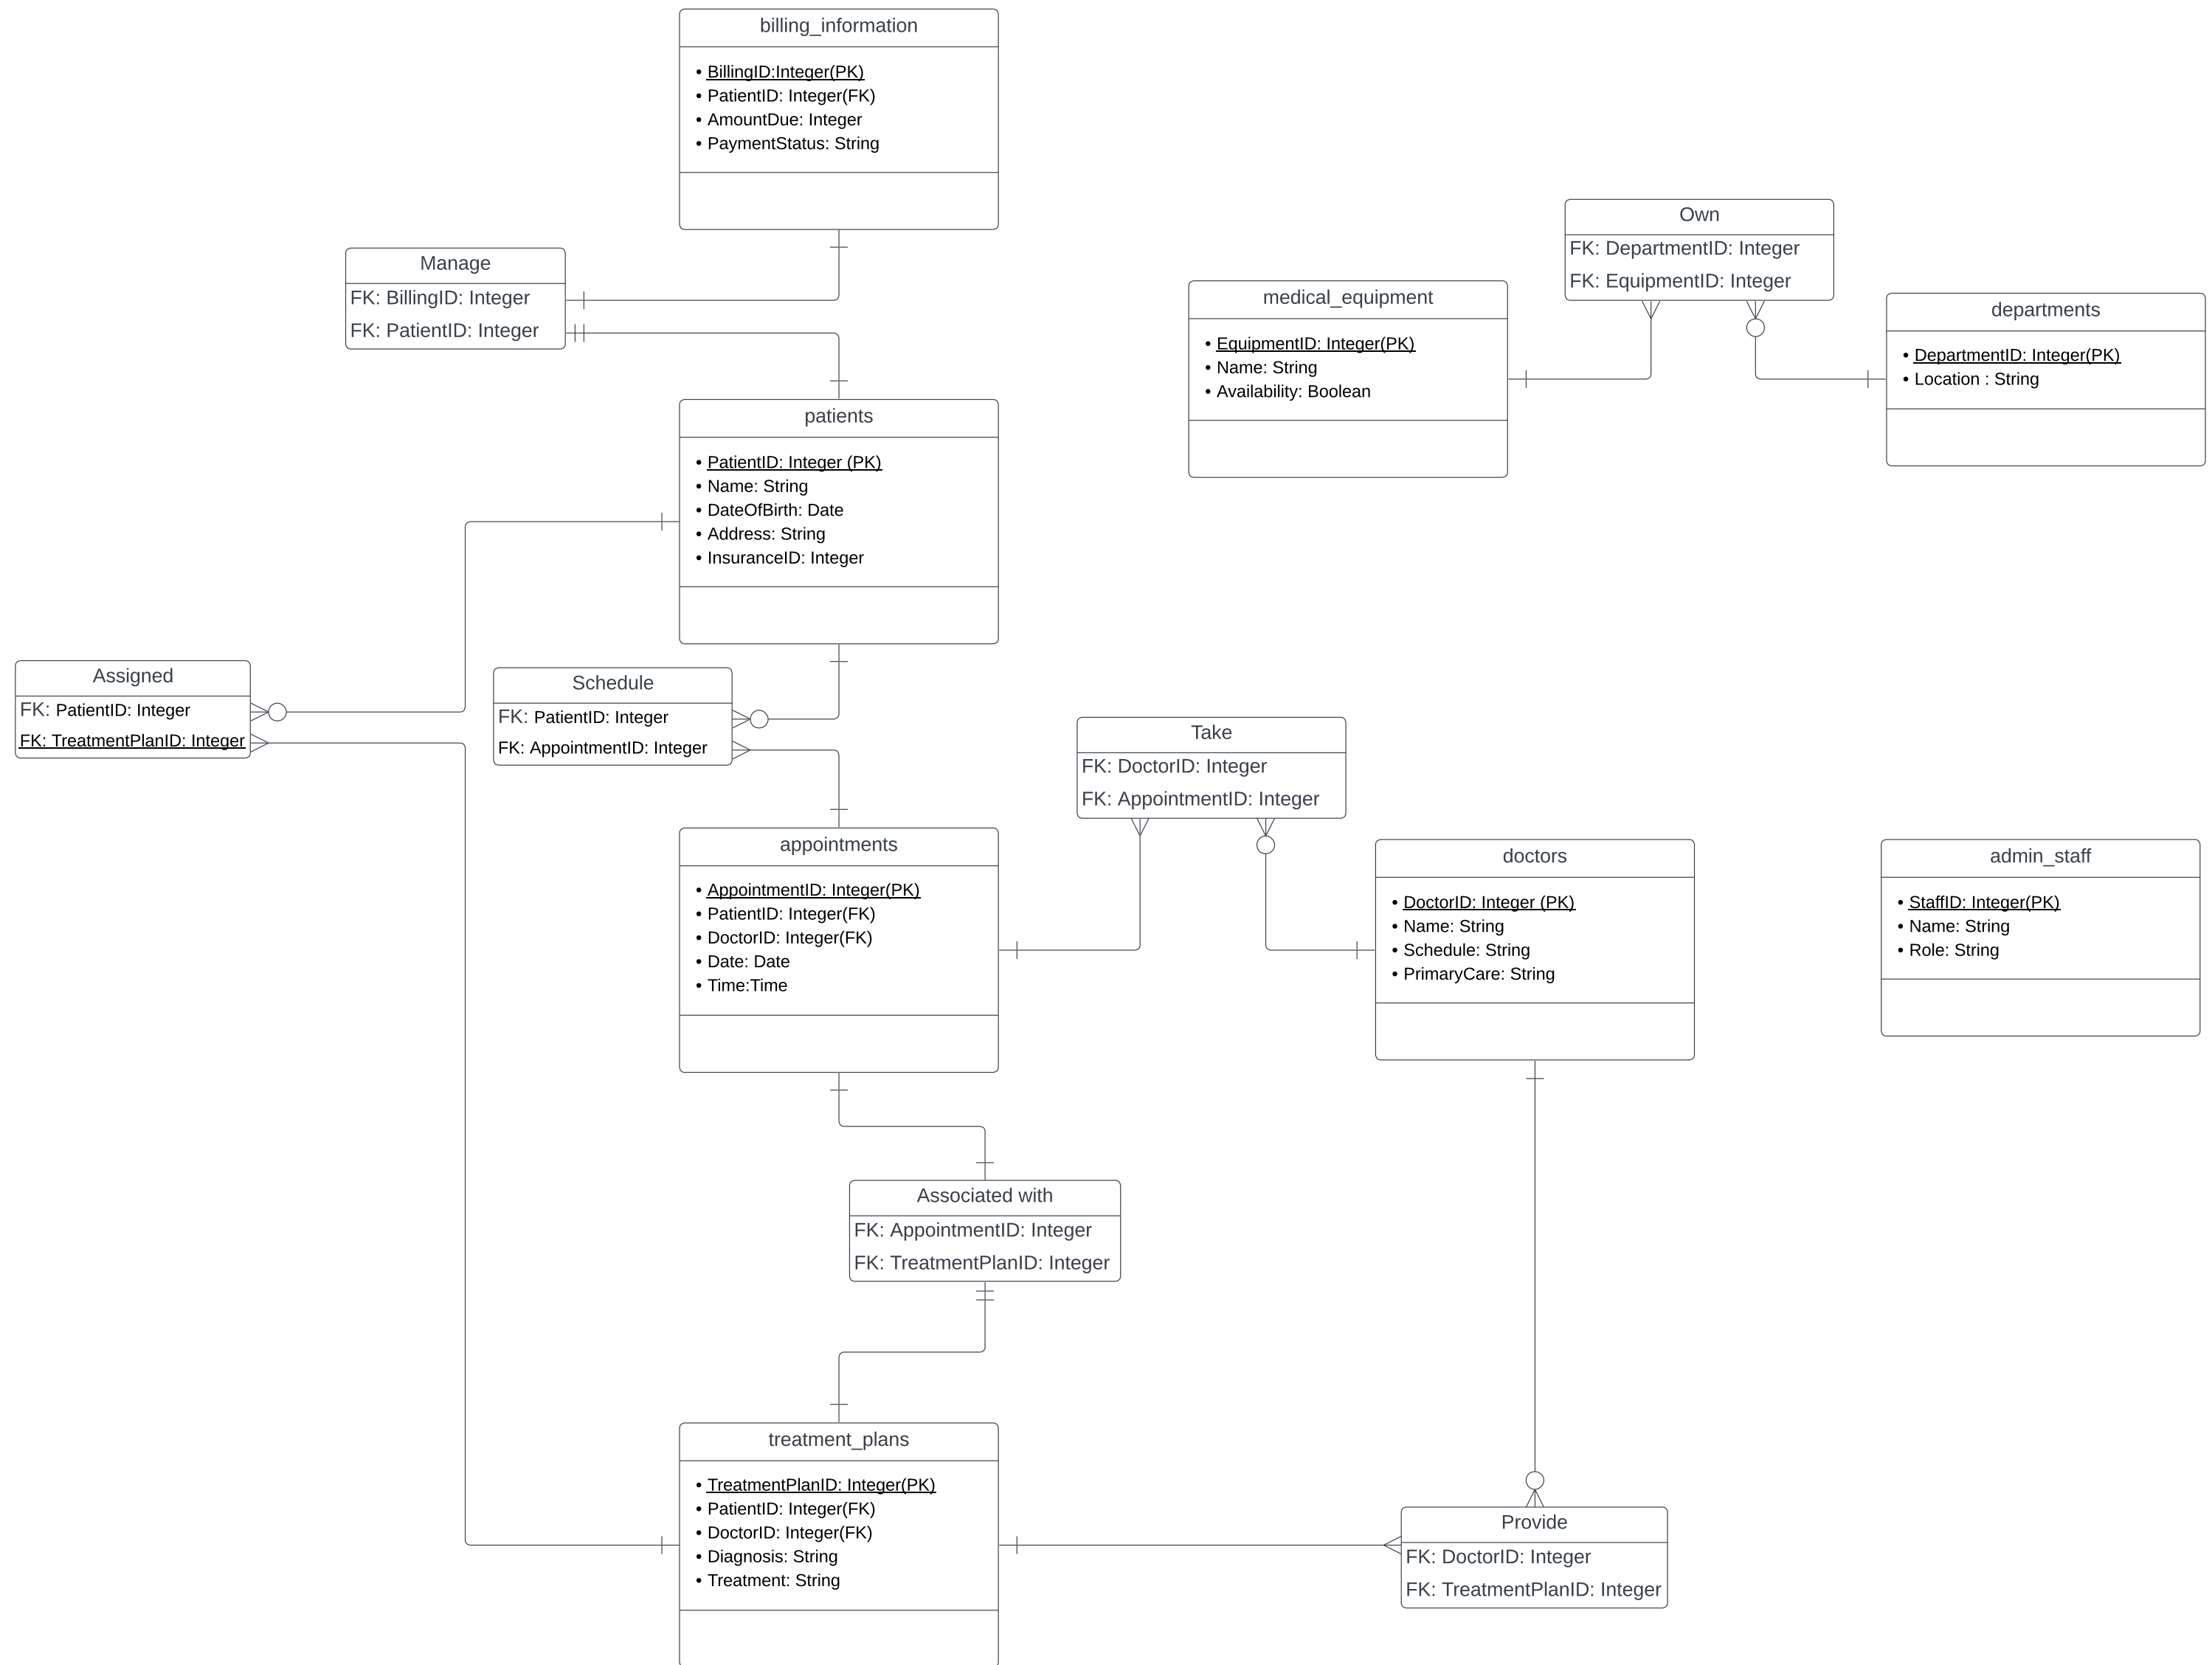 billing_information
• BillingID:Integer(PK)
• PatientID: Integer(FK)
• AmountDue: Integer
• PaymentStatus: String
Manage
FK: BillingID: Integer
FK: PatientID: Integer
Own
FK: DepartmentID: Integer
FK: EquipmentID: Integer
medical_equipment
• EquipmentID: Integer(PK)
• Name: String
• Availability: Boolean
departments
• DepartmentID: Integer(PK)
• Location : String
patients
• PatientID: Integer (PK)
• Name: String
• DateOfBirth: Date
• Address: String
• InsuranceID: Integer
Assigned
FK: PatientID: Integer
FK: TreatmentPlanID: Integer
Schedule
FK: PatientID: Integer
FK: AppointmentID: Integer
Take
FK: DoctorID: Integer
FK: AppointmentID: Integer
appointments
• AppointmentID: Integer(PK)
• PatientID: Integer(FK)
• DoctorID: Integer(FK)
• Date: Date
• Time:Time
doctors
• DoctorID: Integer (PK)
• Name: String
• Schedule: String
• PrimaryCare: String
admin_staff
• StaffID: Integer(PK)
• Name: String
• Role: String
Associated with
FK: AppointmentID: Integer
FK: TreatmentPlanID: Integer
treatment_plans
• TreatmentPlanID: Integer(PK)
• PatientID: Integer(FK)
• DoctorID: Integer(FK)
• Diagnosis: String
• Treatment: String
Provide
FK: DoctorID: Integer
FK: TreatmentPlanID: Integer